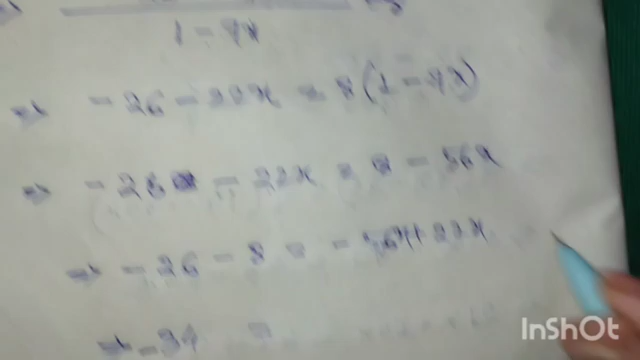 1 - 7x
⇒ - 26 - 22x = 8(1 - 7x)
⇒ - 26 - 22x = 8 - 56x
⇒ - 26 - 8 = - 56x + 22x
⇒ - 34 =
InShOt